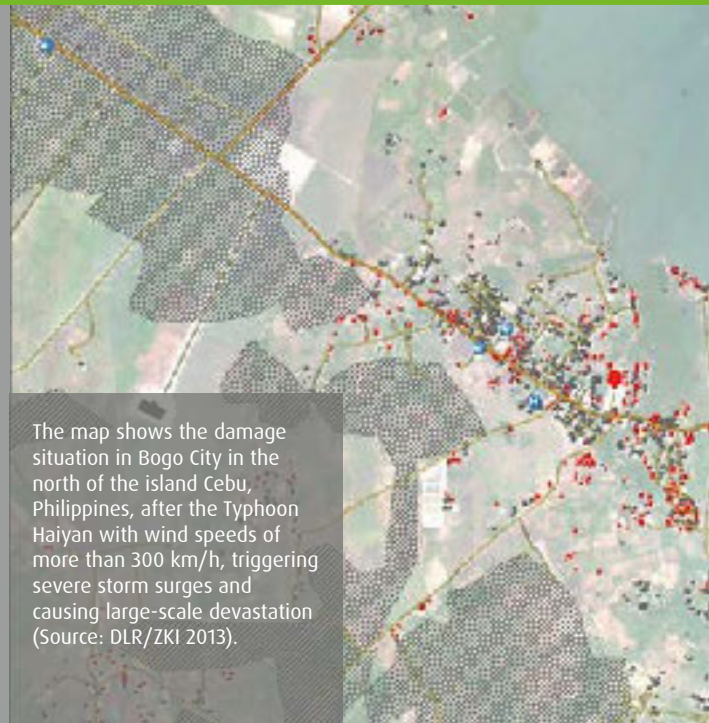 The map shows the damage
situation in Bogo City in the
north of the island Cebu,
Philippines, after the Typhoon
Haiyan with wind speeds of
more than 300 km/h, triggering
severe storm surges and
causing large-scale devastation
(Source: DLR/ZKI 2013).